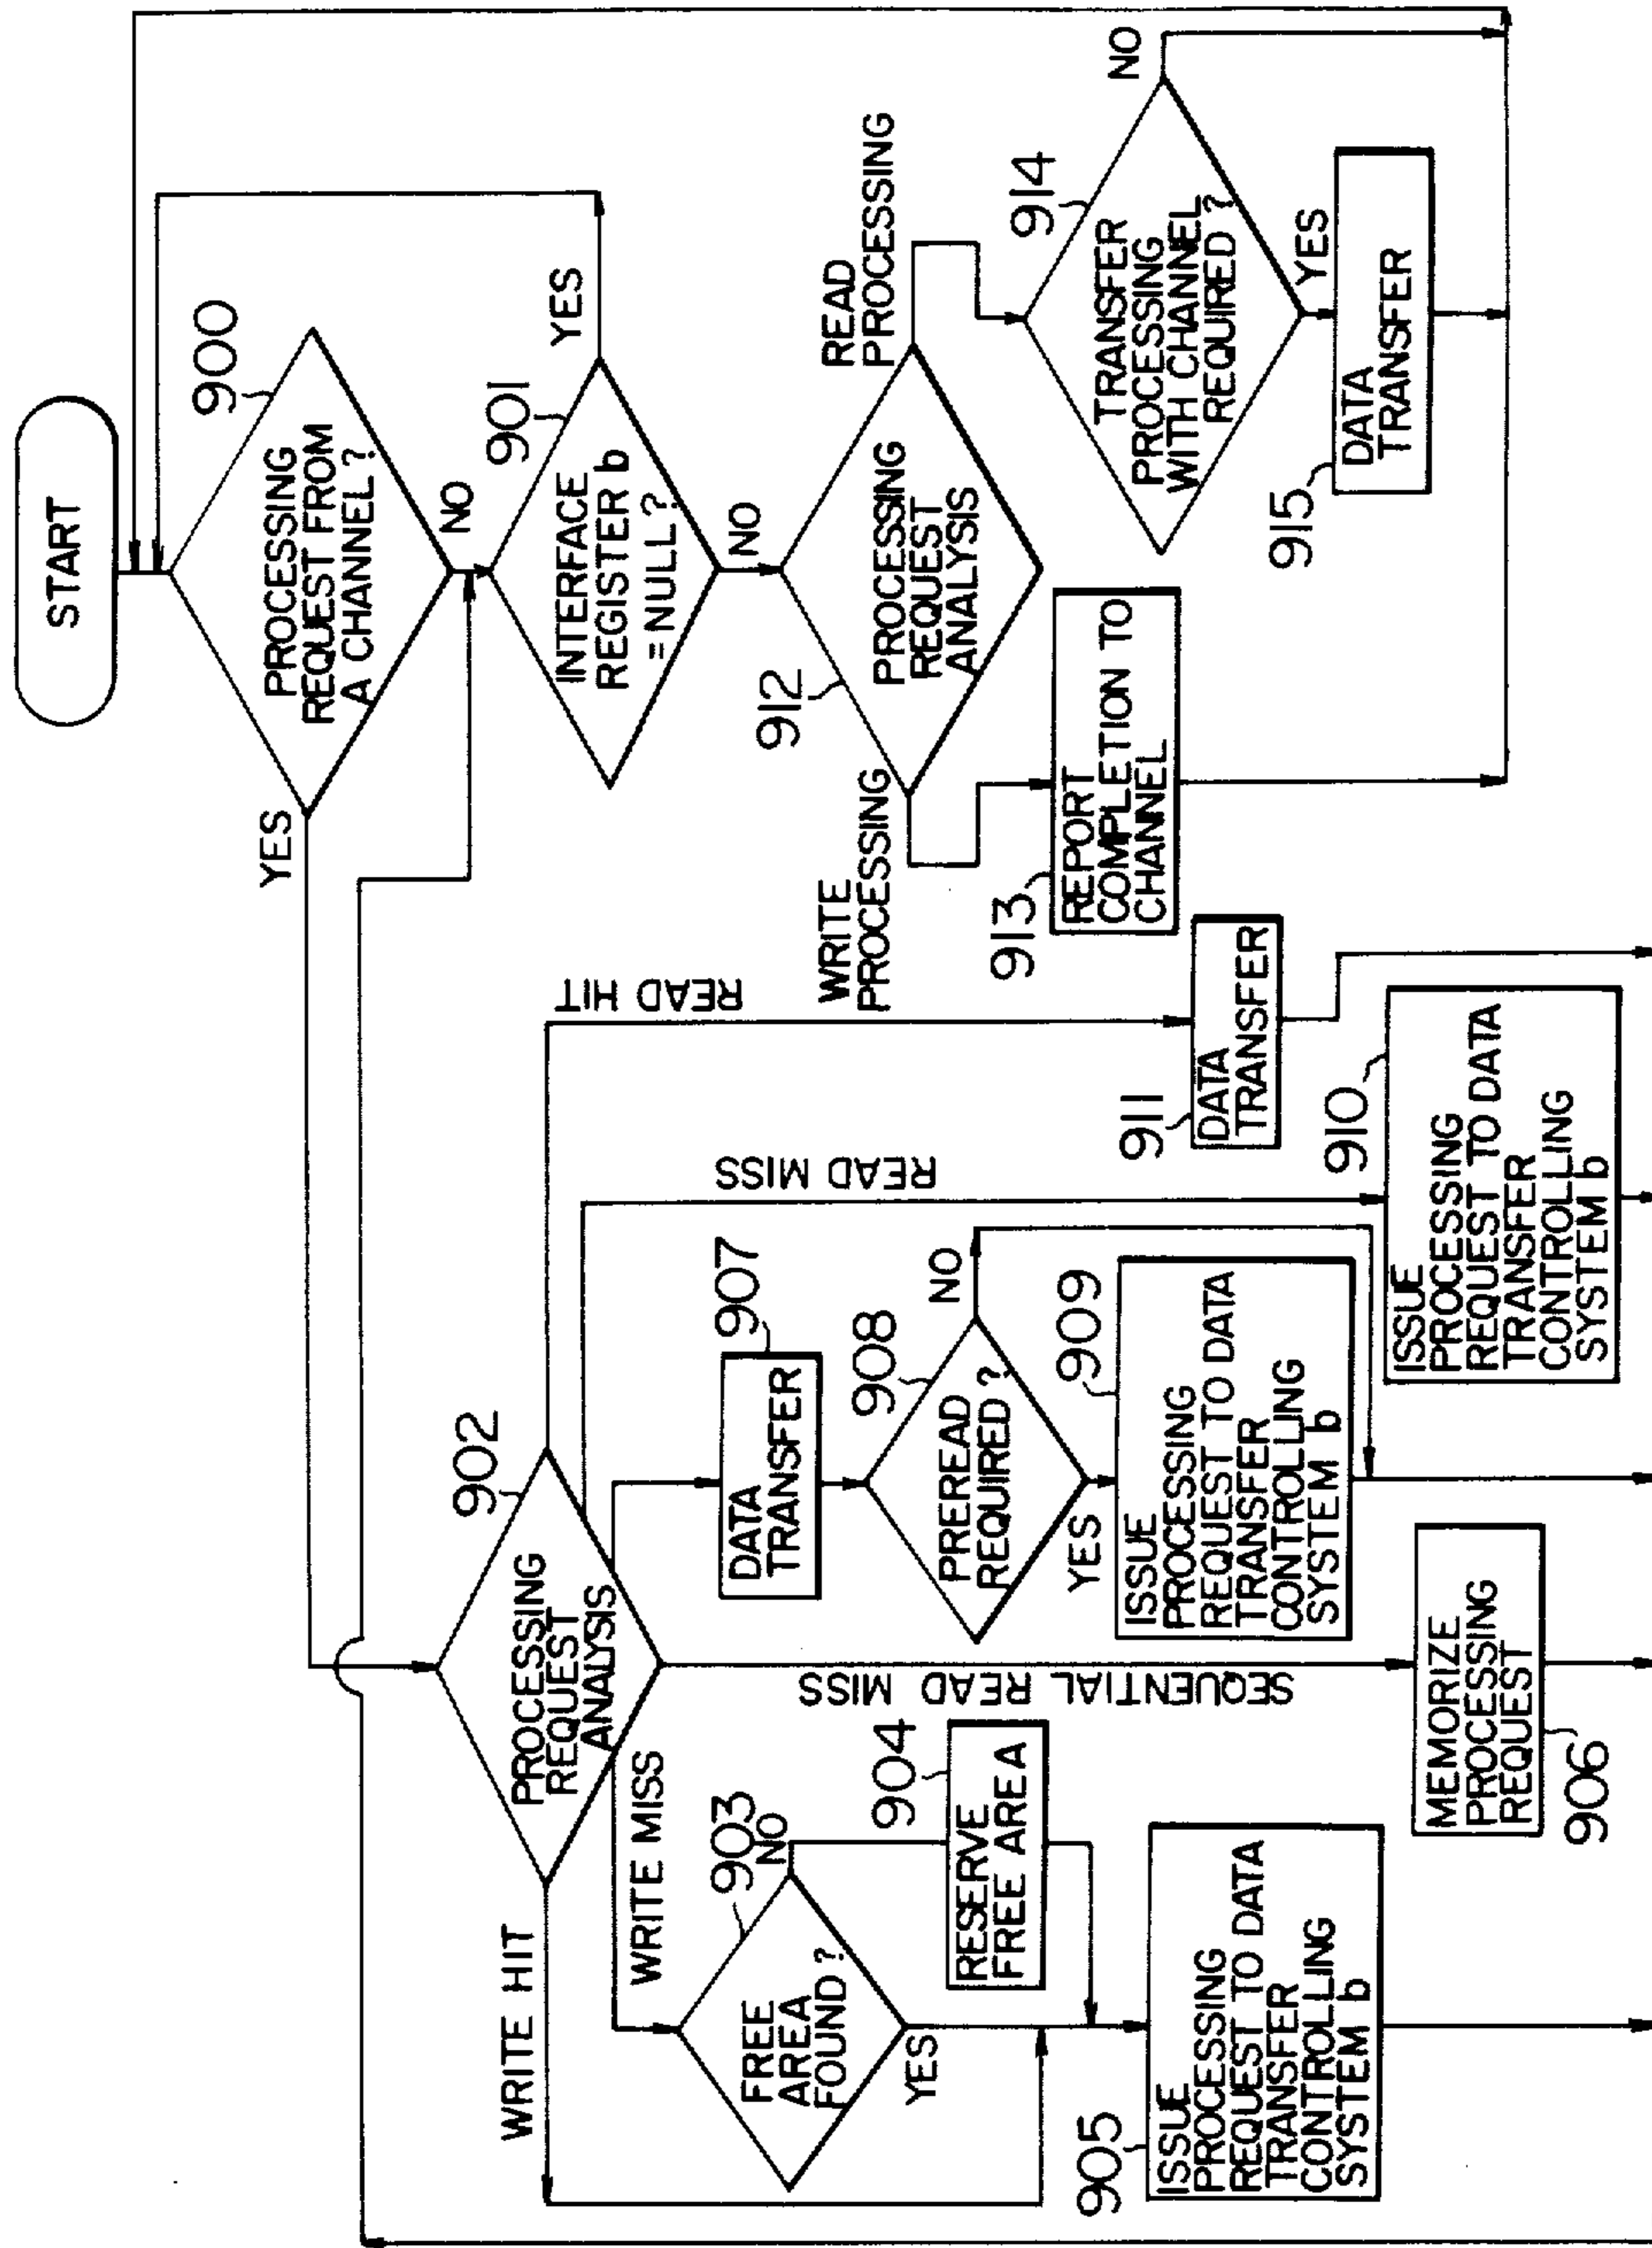 START
900
PROCESSING
REQUEST FROM
A CHANNEL ?
YES
NO
901
INTERFACE
REGISTER b
= NULL ?
YES
NO
902
PROCESSING
REQUEST
ANALYSIS
WRITE HIT
WRITE MISS
SEQUENTIAL READ MISS
READ MISS
READ HIT
903
NO
FREE
AREA
FOUND ?
YES
904
RESERVE
FREE AREA
905
ISSUE
PROCESSING
REQUEST TO DATA
TRANSFER
CONTROLLING
SYSTEM b
906
MEMORIZE
PROCESSING
REQUEST
907
DATA
TRANSFER
908
PREREAD
REQUIRED ?
NO
YES
909
ISSUE
PROCESSING
REQUEST TO DATA
TRANSFER
CONTROLLING
SYSTEM b
910
ISSUE
PROCESSING
REQUEST TO DATA
TRANSFER
CONTROLLING
SYSTEM b
911
DATA
TRANSFER
912
PROCESSING
REQUEST
ANALYSIS
WRITE
PROCESSING
READ
PROCESSING
913
REPORT
COMPLETION TO
CHANNEL
914
TRANSFER
PROCESSING
WITH CHANNEL
REQUIRED ?
NO
YES
915
DATA
TRANSFER